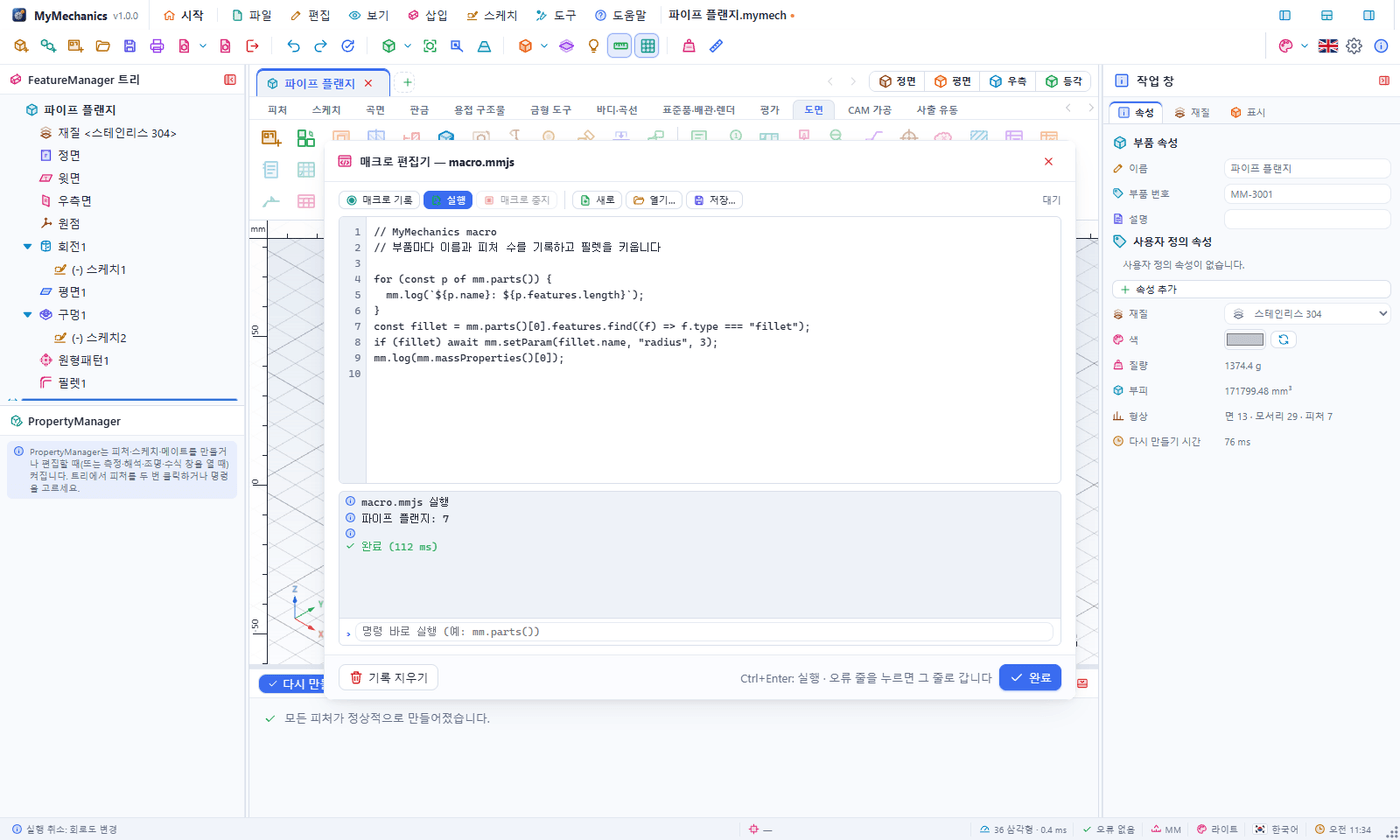 MyMechanics v1.0.0
시작
파일
편집
보기
삽입
스케치
도구
도움말
파이프 플랜지.mymech
FeatureManager 트리
파이프 플랜지
재질 <스테인리스 304>
정면
윗면
우측면
원점
회전1
(-) 스케치1
평면1
구멍1
(-) 스케치2
원형패턴1
필렛1
PropertyManager
PropertyManager는 피처·스케치·메이트를 만들거
나 편집할 때(또는 측정·해석·조명·수식 창을 열 때)
켜집니다. 트리에서 피처를 두 번 클릭하거나 명령
을 고르세요.
파이프 플랜지
정면
평면
우측
등각
피처
스케치
곡면
판금
용접 구조물
금형 도구
바디·곡선
표준품·배관·렌더
평가
도면
CAM 가공
사출 유동
mm
50
0
50
Z
Y
X
매크로 편집기 — macro.mmjs
매크로 기록
실행
매크로 중지
새로
열기...
저장...
대기
1 // MyMechanics macro
2 // 부품마다 이름과 피처 수를 기록하고 필렛을 키웁니다
3
4 for (const p of mm.parts()) {
5 mm.log(`${p.name}: ${p.features.length}`);
6 }
7 const fillet = mm.parts()[0].features.find((f) => f.type === "fillet");
8 if (fillet) await mm.setParam(fillet.name, "radius", 3);
9 mm.log(mm.massProperties()[0]);
10
macro.mmjs 실행
파이프 플랜지: 7
완료 (112 ms)
› 명령 바로 실행 (예: mm.parts())
기록 지우기
Ctrl+Enter: 실행 · 오류 줄을 누르면 그 줄로 갑니다
완료
모든 피처가 정상적으로 만들어졌습니다.
작업 창
속성
재질
표시
부품 속성
이름 파이프 플랜지
부품 번호 MM-3001
설명
사용자 정의 속성
사용자 정의 속성이 없습니다.
+ 속성 추가
재질 스테인리스 304
색
질량 1374.4 g
부피 171799.48 mm³
형상 면 13 · 모서리 29 · 피처 7
다시 만들기 시간 76 ms
실행 취소: 회로도 변경
—
36 삼각형 · 0.4 ms
오류 없음
MM
라이트
한국어
오전 11:34